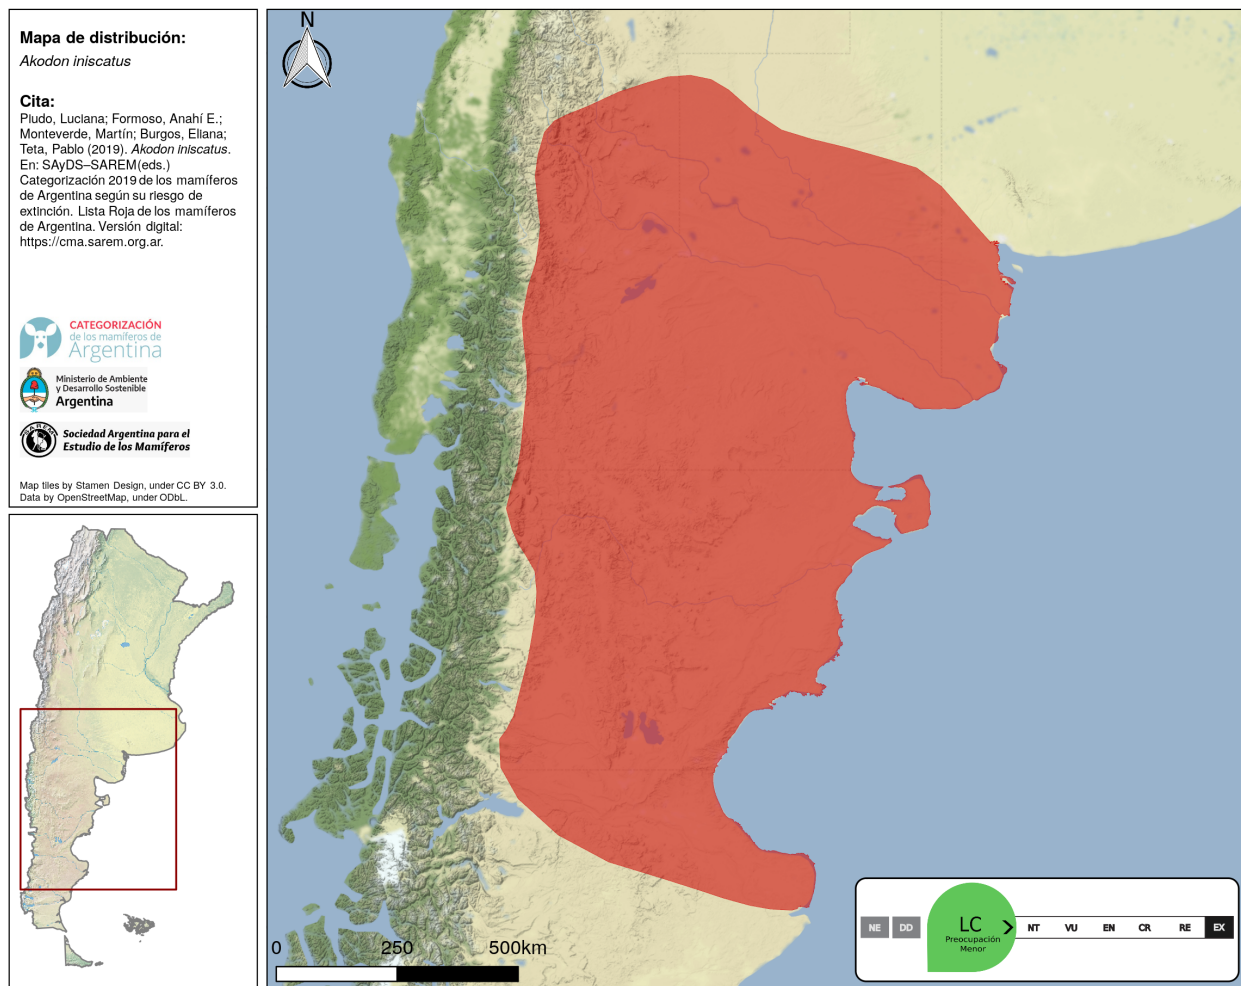 Mapa de distribución:
Akodon iniscatus
Cita:
Piudo, Luciana; Formoso, Anahí E.;
Monteverde, Martín; Burgos, Eliana;
Teta, Pablo (2019). Akodon iniscatus.
En: SAyDS–SAREM(eds.)
Categorización 2019 de los mamíferos
de Argentina según su riesgo de
extinción. Lista Roja de los mamíferos
de Argentina. Versión digital:
https://cma.sarem.org.ar.
CATEGORIZACIÓN
de los mamíferos de
Argentina
Ministerio de Ambiente
y Desarrollo Sostenible
Argentina
SAREM
Sociedad Argentina para el
Estudio de los Mamíferos
Map tiles by Stamen Design, under CC BY 3.0.
Data by OpenStreetMap, under ODbL.
N
0 250 500km
NE DD LC NT VU EN CR RE EX
Preocupación
Menor